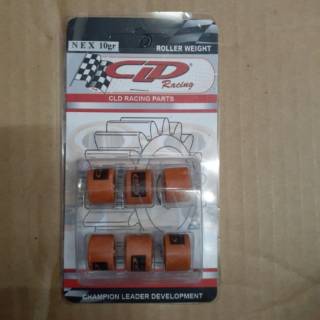 NEX 10gr
ROLLER WEIGHT
CLD
Racing
CLD RACING PARTS
CHAMPION LEADER DEVELOPMENT